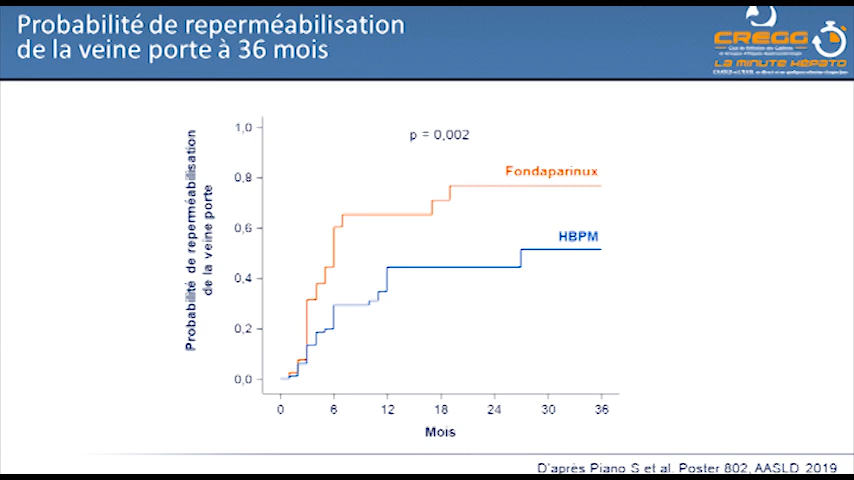 Probabilité de reperméabilisation
de la veine porte à 36 mois
CREGG
LA MINUTE HÉPATO
p = 0,002
Fondaparinux
HBPM
Probabilité de reperméabilisation
de la veine porte
1,0
0,8
0,6
0,4
0,2
0,0
0 6 12 18 24 30 36
Mois
D'après Piano S et al. Poster 802, AASLD 2019